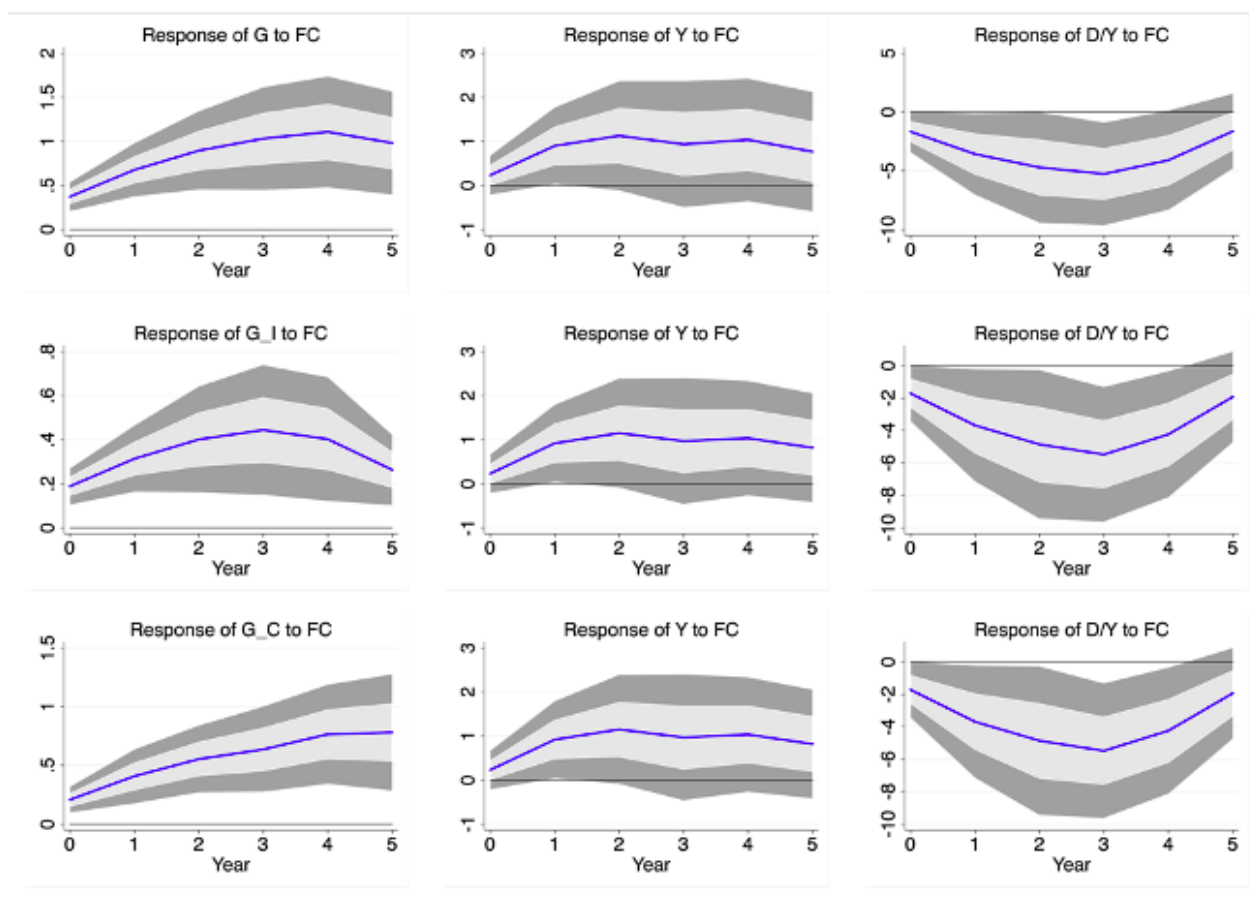 Response of G to FC
2
1.5
1
.5
0
0 1 2 3 4 5
Year
Response of Y to FC
3
2
1
0
-1
0 1 2 3 4 5
Year
Response of D/Y to FC
5
0
-5
-10
0 1 2 3 4 5
Year
Response of G_I to FC
.8
.6
.4
.2
0
0 1 2 3 4 5
Year
Response of Y to FC
3
2
1
0
-1
0 1 2 3 4 5
Year
Response of D/Y to FC
0
-2
-4
-6
-8
-10
0 1 2 3 4 5
Year
Response of G_C to FC
1.5
1
.5
0
0 1 2 3 4 5
Year
Response of Y to FC
3
2
1
0
-1
0 1 2 3 4 5
Year
Response of D/Y to FC
0
-2
-4
-6
-8
-10
0 1 2 3 4 5
Year